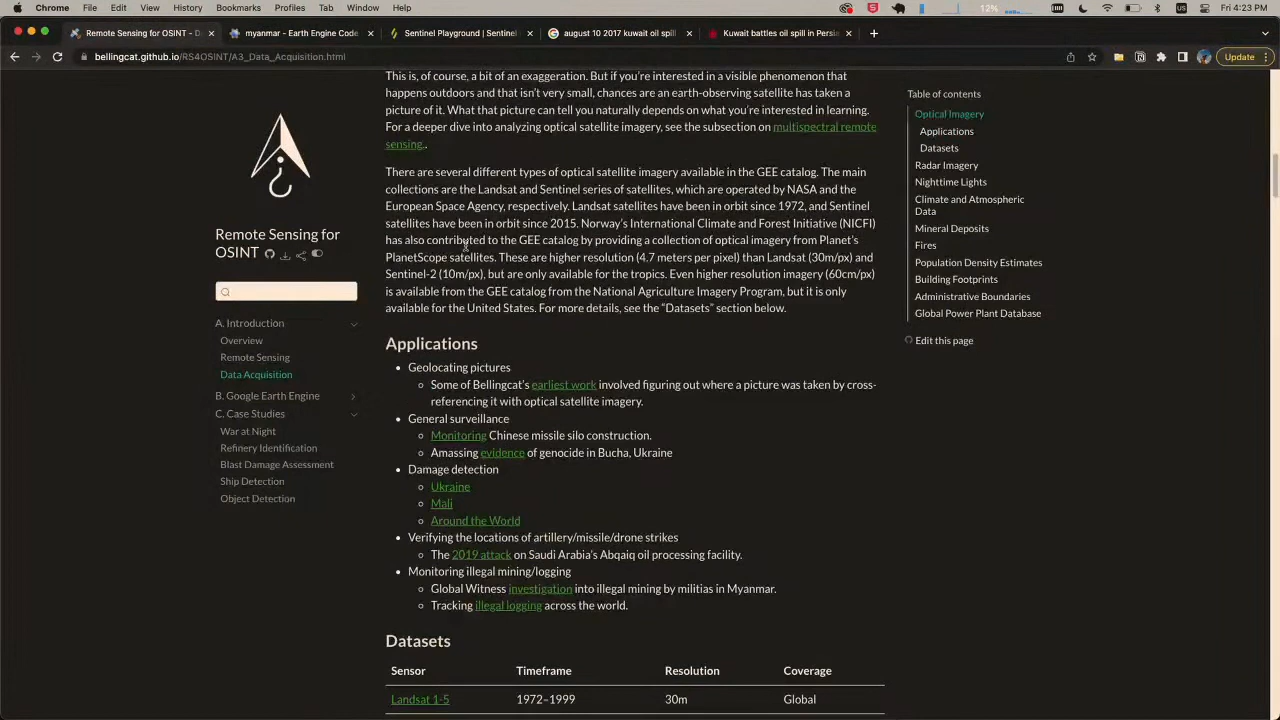 Chrome File Edit View History Bookmarks Profiles Tab Window Help 12% US Fri 4:23 PM
Remote Sensing for OSINT - D myanmar - Earth Engine Code Sentinel Playground | Sentinel august 10 2017 kuwait oil spill Kuwait battles oil spill in Persia
bellingcat.github.io/RS4OSINT/A3_Data_Acquisition.html Update
Remote Sensing for
OSINT
A. Introduction
Overview
Remote Sensing
Data Acquisition
B. Google Earth Engine
C. Case Studies
War at Night
Refinery Identification
Blast Damage Assessment
Ship Detection
Object Detection
This is, of course, a bit of an exaggeration. But if you're interested in a visible phenomenon that
happens outdoors and that isn't very small, chances are an earth-observing satellite has taken a
picture of it. What that picture can tell you naturally depends on what you're interested in learning.
For a deeper dive into analyzing optical satellite imagery, see the subsection on multispectral remote
sensing..
There are several different types of optical satellite imagery available in the GEE catalog. The main
collections are the Landsat and Sentinel series of satellites, which are operated by NASA and the
European Space Agency, respectively. Landsat satellites have been in orbit since 1972, and Sentinel
satellites have been in orbit since 2015. Norway's International Climate and Forest Initiative (NICFI)
has also contributed to the GEE catalog by providing a collection of optical imagery from Planet's
PlanetScope satellites. These are higher resolution (4.7 meters per pixel) than Landsat (30m/px) and
Sentinel-2 (10m/px), but are only available for the tropics. Even higher resolution imagery (60cm/px)
is available from the GEE catalog from the National Agriculture Imagery Program, but it is only
available for the United States. For more details, see the "Datasets" section below.
Applications
• Geolocating pictures
◦ Some of Bellingcat's earliest work involved figuring out where a picture was taken by cross-
referencing it with optical satellite imagery.
• General surveillance
◦ Monitoring Chinese missile silo construction.
◦ Amassing evidence of genocide in Bucha, Ukraine
• Damage detection
◦ Ukraine
◦ Mali
◦ Around the World
• Verifying the locations of artillery/missile/drone strikes
◦ The 2019 attack on Saudi Arabia's Abqaiq oil processing facility.
• Monitoring illegal mining/logging
◦ Global Witness investigation into illegal mining by militias in Myanmar.
◦ Tracking illegal logging across the world.
Datasets
Sensor Timeframe Resolution Coverage
Landsat 1-5 1972–1999 30m Global
Table of contents
Optical Imagery
Applications
Datasets
Radar Imagery
Nighttime Lights
Climate and Atmospheric
Data
Mineral Deposits
Fires
Population Density Estimates
Building Footprints
Administrative Boundaries
Global Power Plant Database
Edit this page